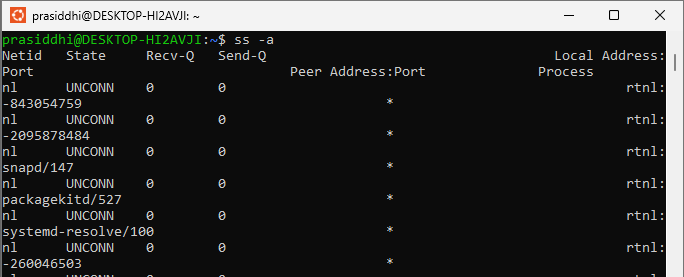 prasiddhi@DESKTOP-HI2AVJI: ~
prasiddhi@DESKTOP-HI2AVJI:~$ ss -a
Netid State Recv-Q Send-Q Local Address:
Port Peer Address:Port Process
nl UNCONN 0 0 rtnl:
-843054759 *
nl UNCONN 0 0 rtnl:
-2095878484 *
nl UNCONN 0 0 rtnl:
snapd/147 *
nl UNCONN 0 0 rtnl:
packagekitd/527 *
nl UNCONN 0 0 rtnl:
systemd-resolve/100 *
nl UNCONN 0 0 rtnl:
-260046503 *